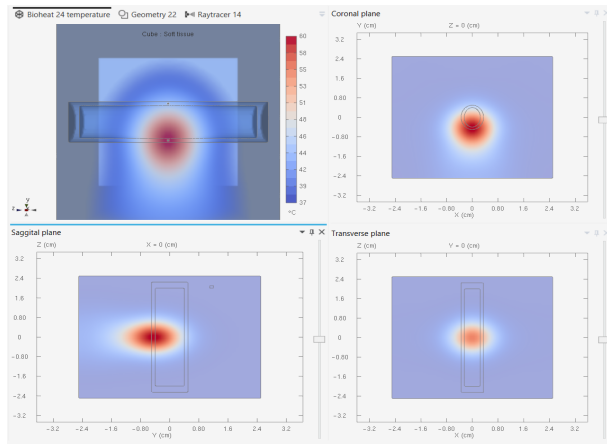 Bioheat 24 temperature Geometry 22 Raytracer 14
Cube : Soft tissue
60
58
55
53
51
48
46
44
42
39
37
°C
Y
Z
Coronal plane
Y (cm) Z = 0 (cm)
3.2
2.4
1.6
0.80
0
-0.80
-1.6
-2.4
-3.2
-3.2 -2.4 -1.6 -0.80 0 0.80 1.6 2.4 3.2
X (cm)
Saggital plane
Z (cm) X = 0 (cm)
3.2
2.4
1.6
0.80
0
-0.80
-1.6
-2.4
-3.2
-3.2 -2.4 -1.6 -0.80 0 0.80 1.6 2.4 3.2
Y (cm)
Transverse plane
Z (cm) Y = 0 (cm)
3.2
2.4
1.6
0.80
0
-0.80
-1.6
-2.4
-3.2
-3.2 -2.4 -1.6 -0.80 0 0.80 1.6 2.4 3.2
X (cm)